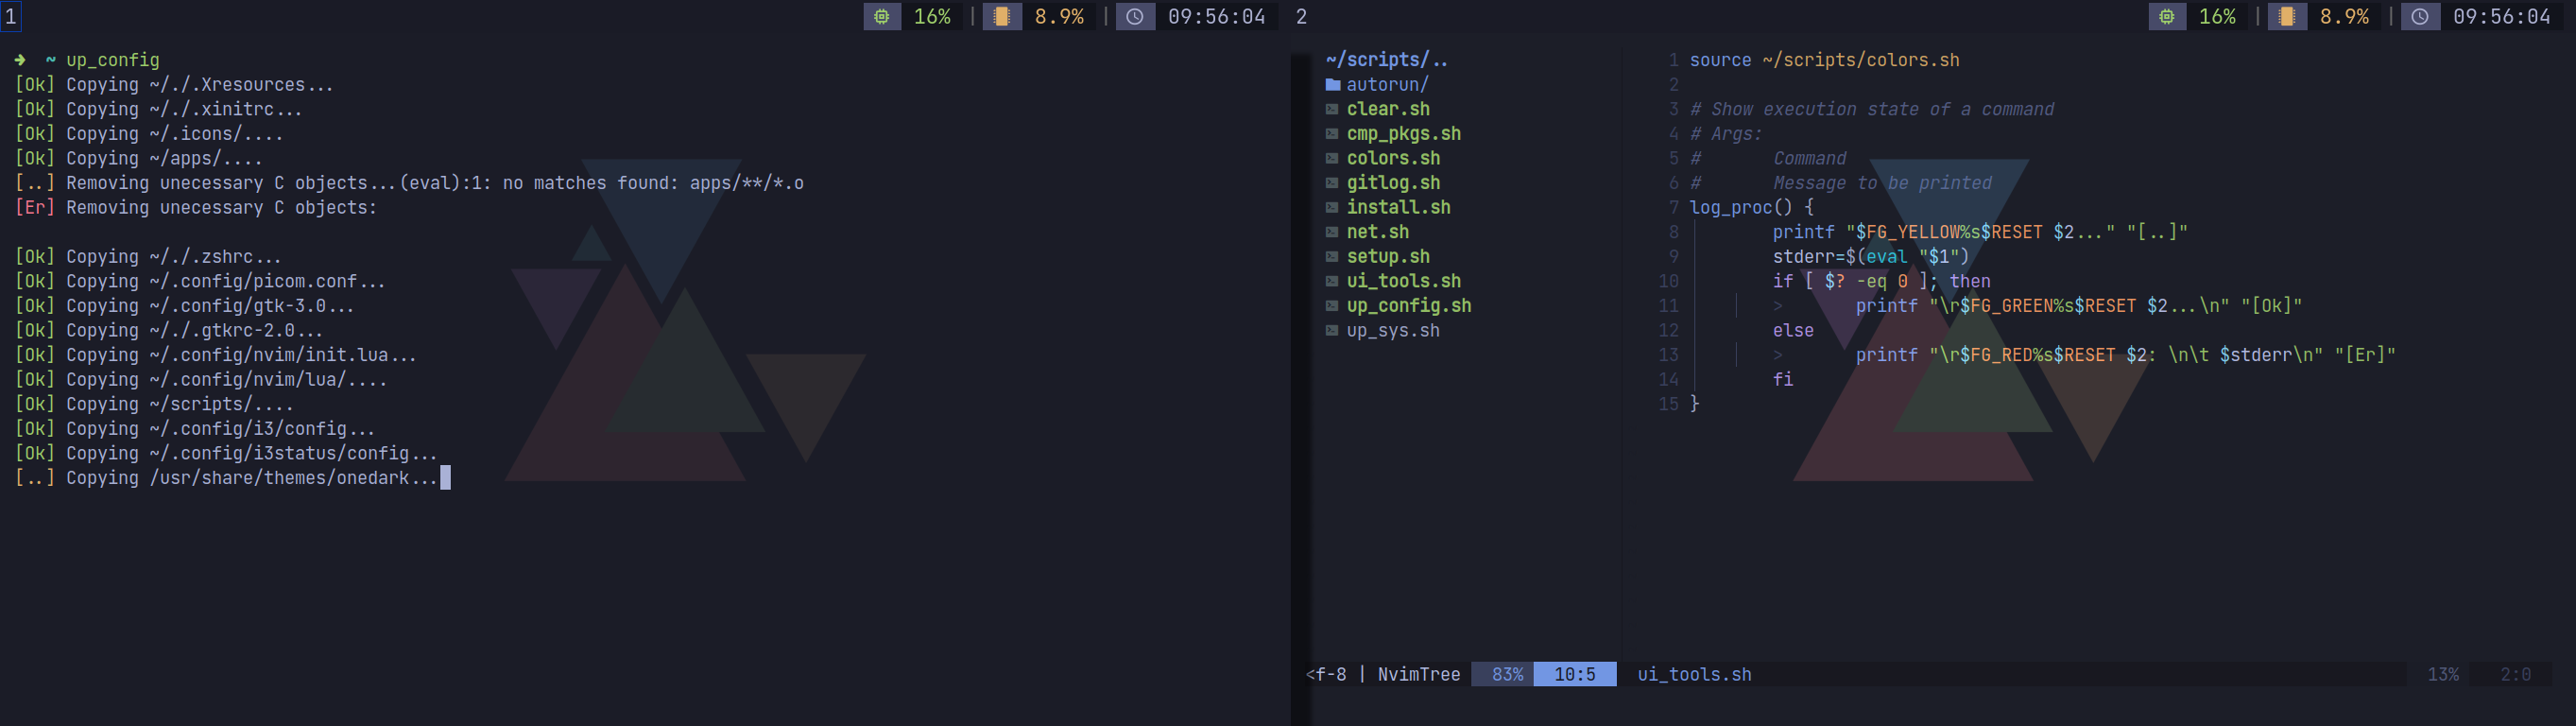 1 16% | 8.9% | 09:56:04
➜ ~ up_config
[Ok] Copying ~/./.Xresources...
[Ok] Copying ~/./.xinitrc...
[Ok] Copying ~/.icons/....
[Ok] Copying ~/apps/....
[..] Removing unecessary C objects...(eval):1: no matches found: apps/**/*.o
[Er] Removing unecessary C objects:
[Ok] Copying ~/./.zshrc...
[Ok] Copying ~/.config/picom.conf...
[Ok] Copying ~/.config/gtk-3.0...
[Ok] Copying ~/./.gtkrc-2.0...
[Ok] Copying ~/.config/nvim/init.lua...
[Ok] Copying ~/.config/nvim/lua/....
[Ok] Copying ~/scripts/....
[Ok] Copying ~/.config/i3/config...
[Ok] Copying ~/.config/i3status/config...
[..] Copying /usr/share/themes/onedark...
2 16% | 8.9% | 09:56:04
~/scripts/..
autorun/
clear.sh
cmp_pkgs.sh
colors.sh
gitlog.sh
install.sh
net.sh
setup.sh
ui_tools.sh
up_config.sh
up_sys.sh
1 source ~/scripts/colors.sh
2
3 # Show execution state of a command
4 # Args:
5 #       Command
6 #       Message to be printed
7 log_proc() {
8         printf "$FG_YELLOW%s$RESET $2..." "[..]"
9         stderr=$(eval "$1")
10         if [ $? -eq 0 ]; then
11         >       printf "\r$FG_GREEN%s$RESET $2...\n" "[Ok]"
12         else
13         >       printf "\r$FG_RED%s$RESET $2: \n\t $stderr\n" "[Er]"
14         fi
15 }
<f-8 | NvimTree 83% 10:5 ui_tools.sh 13% 2:0